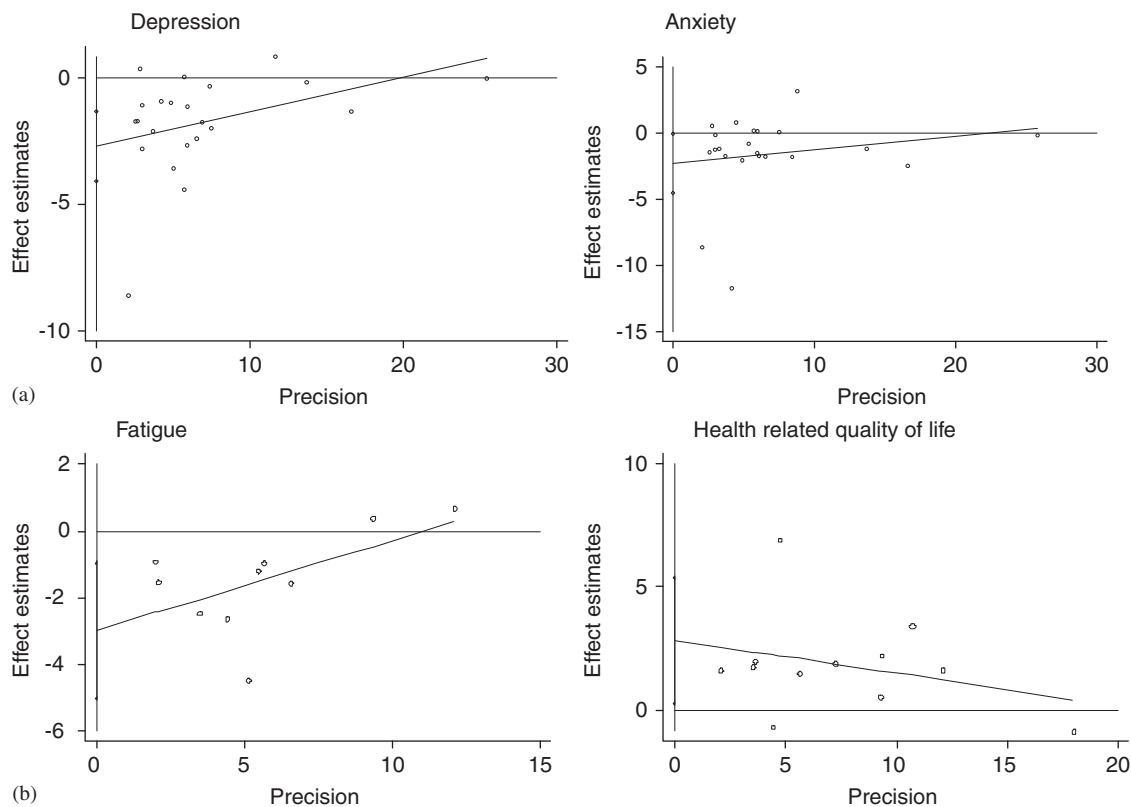 Depression
Anxiety
0
-5
-10
Effect estimates
0
10
20
30
Precision
5
0
-5
-10
-15
Effect estimates
0
10
20
30
Precision
(a)
Fatigue
Health related quality of life
2
0
-2
-4
-6
Effect estimates
0
5
10
15
Precision
10
5
0
Effect estimates
0
5
10
15
20
Precision
(b)